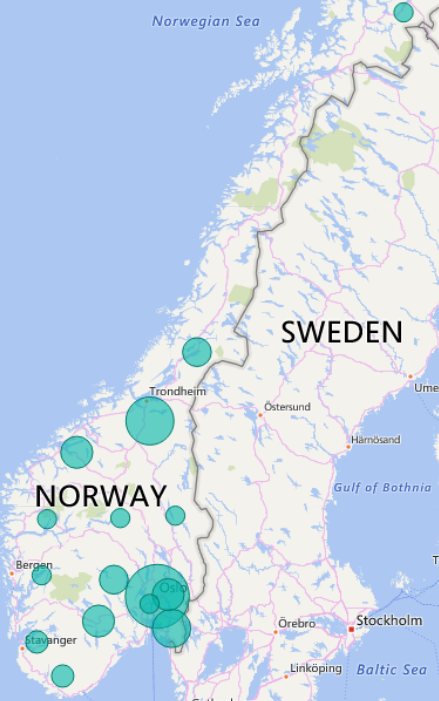 Norwegian Sea
SWEDEN
Trondheim
Ume
Östersund
Härnösand
NORWAY
Gulf of Bothnia
T
Bergen
Oslo
Stavanger
Örebro
Stockholm
Linköping
Baltic Sea